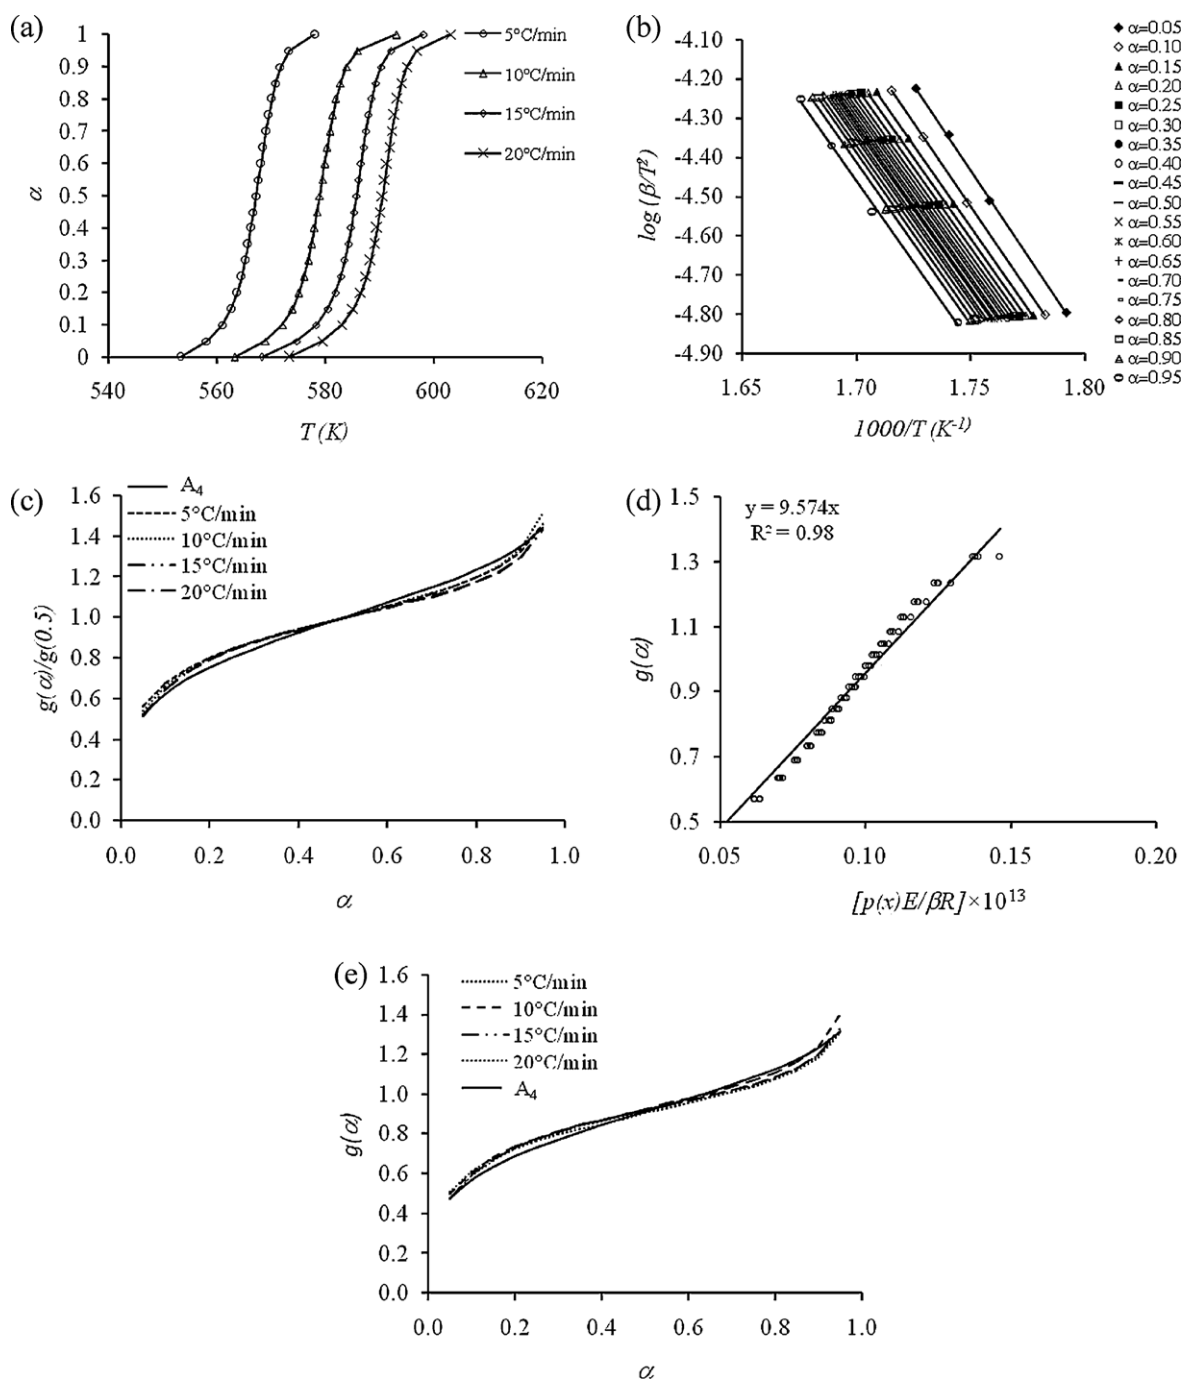 (a)
1
0.9
0.8
0.7
0.6
0.5
0.4
0.3
0.2
0.1
0
α
540
560
580
600
620
T (K)
5°C/min
10°C/min
15°C/min
20°C/min
(b)
-4.10
-4.20
-4.30
-4.40
-4.50
-4.60
-4.70
-4.80
-4.90
log (β/T²)
1.65
1.70
1.75
1.80
1000/T (K⁻¹)
α=0.05
α=0.10
α=0.15
α=0.20
α=0.25
α=0.30
α=0.35
α=0.40
α=0.45
α=0.50
α=0.55
α=0.60
α=0.65
α=0.70
α=0.75
α=0.80
α=0.85
α=0.90
α=0.95
(c)
A₄
5°C/min
10°C/min
15°C/min
20°C/min
1.6
1.4
1.2
1.0
0.8
0.6
0.4
0.2
0.0
g(α)/g(0.5)
0.0
0.2
0.4
0.6
0.8
1.0
α
(d)
y = 9.574x
R² = 0.98
1.5
1.3
1.1
0.9
0.7
0.5
g(α)
0.05
0.10
0.15
0.20
[p(x)E/βR]×10¹³
(e)
5°C/min
10°C/min
15°C/min
20°C/min
A₄
1.6
1.4
1.2
1.0
0.8
0.6
0.4
0.2
0.0
g(α)
0.0
0.2
0.4
0.6
0.8
1.0
α